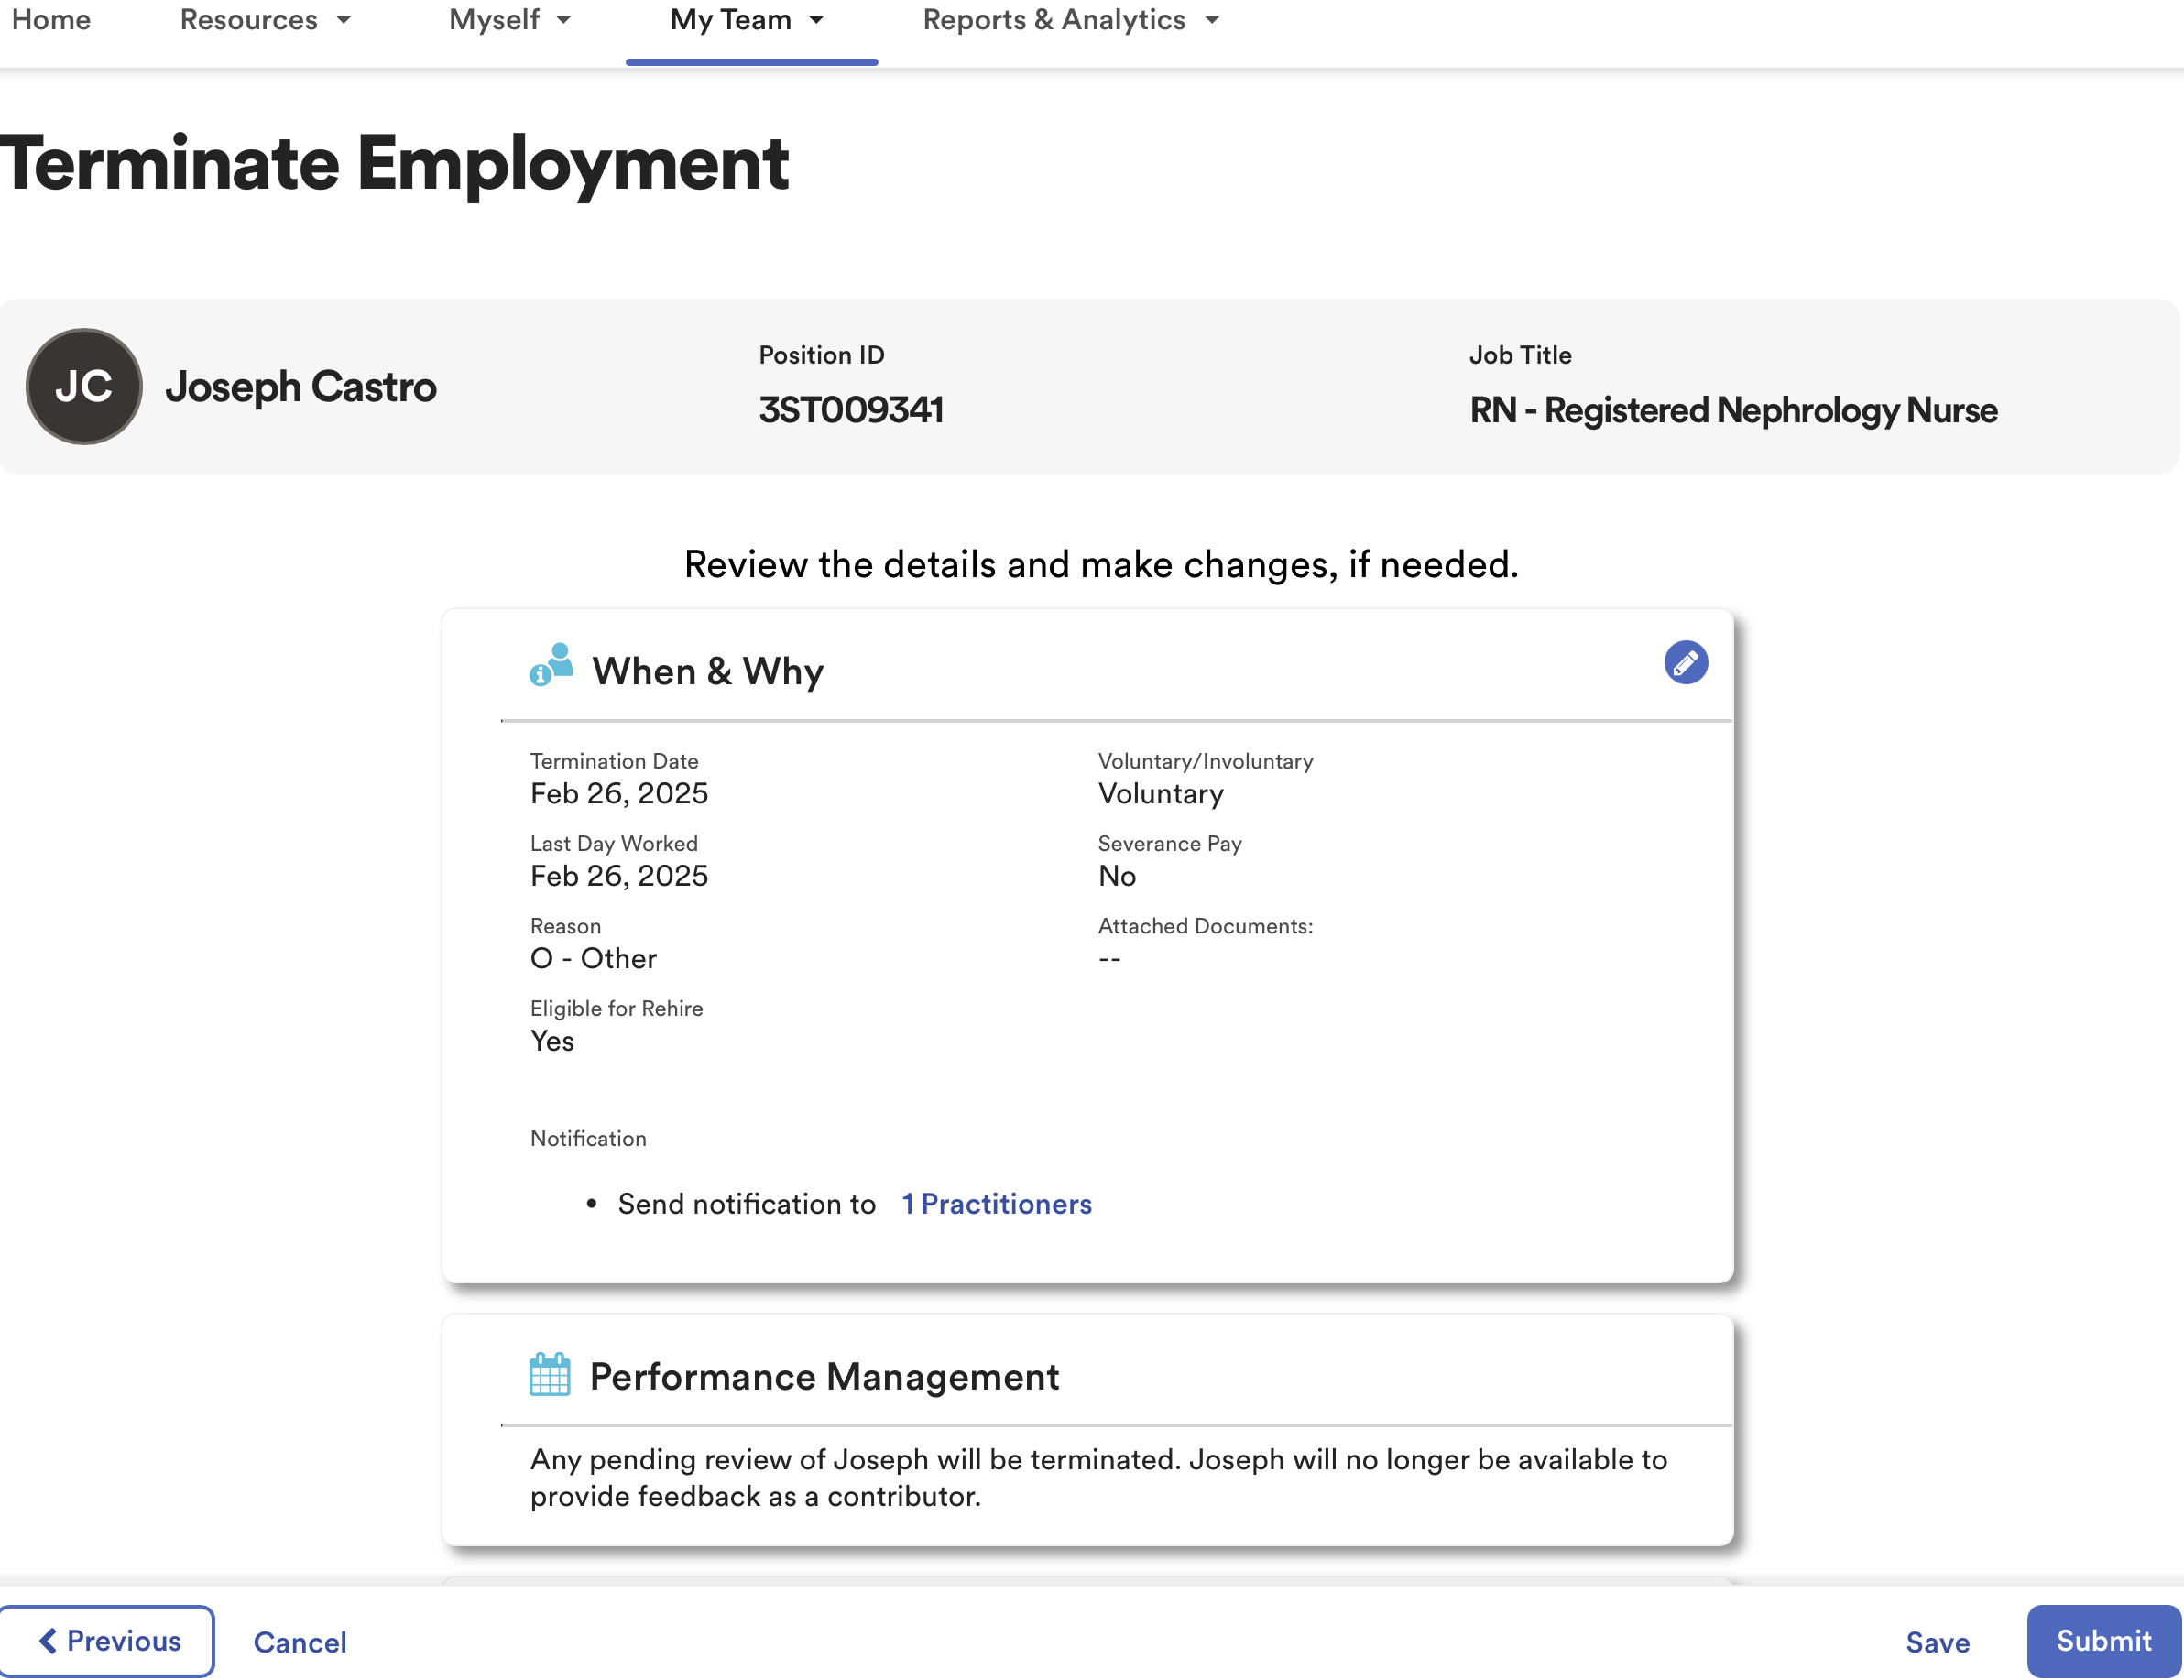 Home Resources Myself My Team Reports & Analytics
Terminate Employment
JC Joseph Castro
Position ID
3ST009341
Job Title
RN - Registered Nephrology Nurse
Review the details and make changes, if needed.
When & Why
Termination Date
Feb 26, 2025
Voluntary/Involuntary
Voluntary
Last Day Worked
Feb 26, 2025
Severance Pay
No
Reason
O - Other
Attached Documents:
--
Eligible for Rehire
Yes
Notification
• Send notification to 1 Practitioners
Performance Management
Any pending review of Joseph will be terminated. Joseph will no longer be available to
provide feedback as a contributor.
Previous Cancel Save Submit